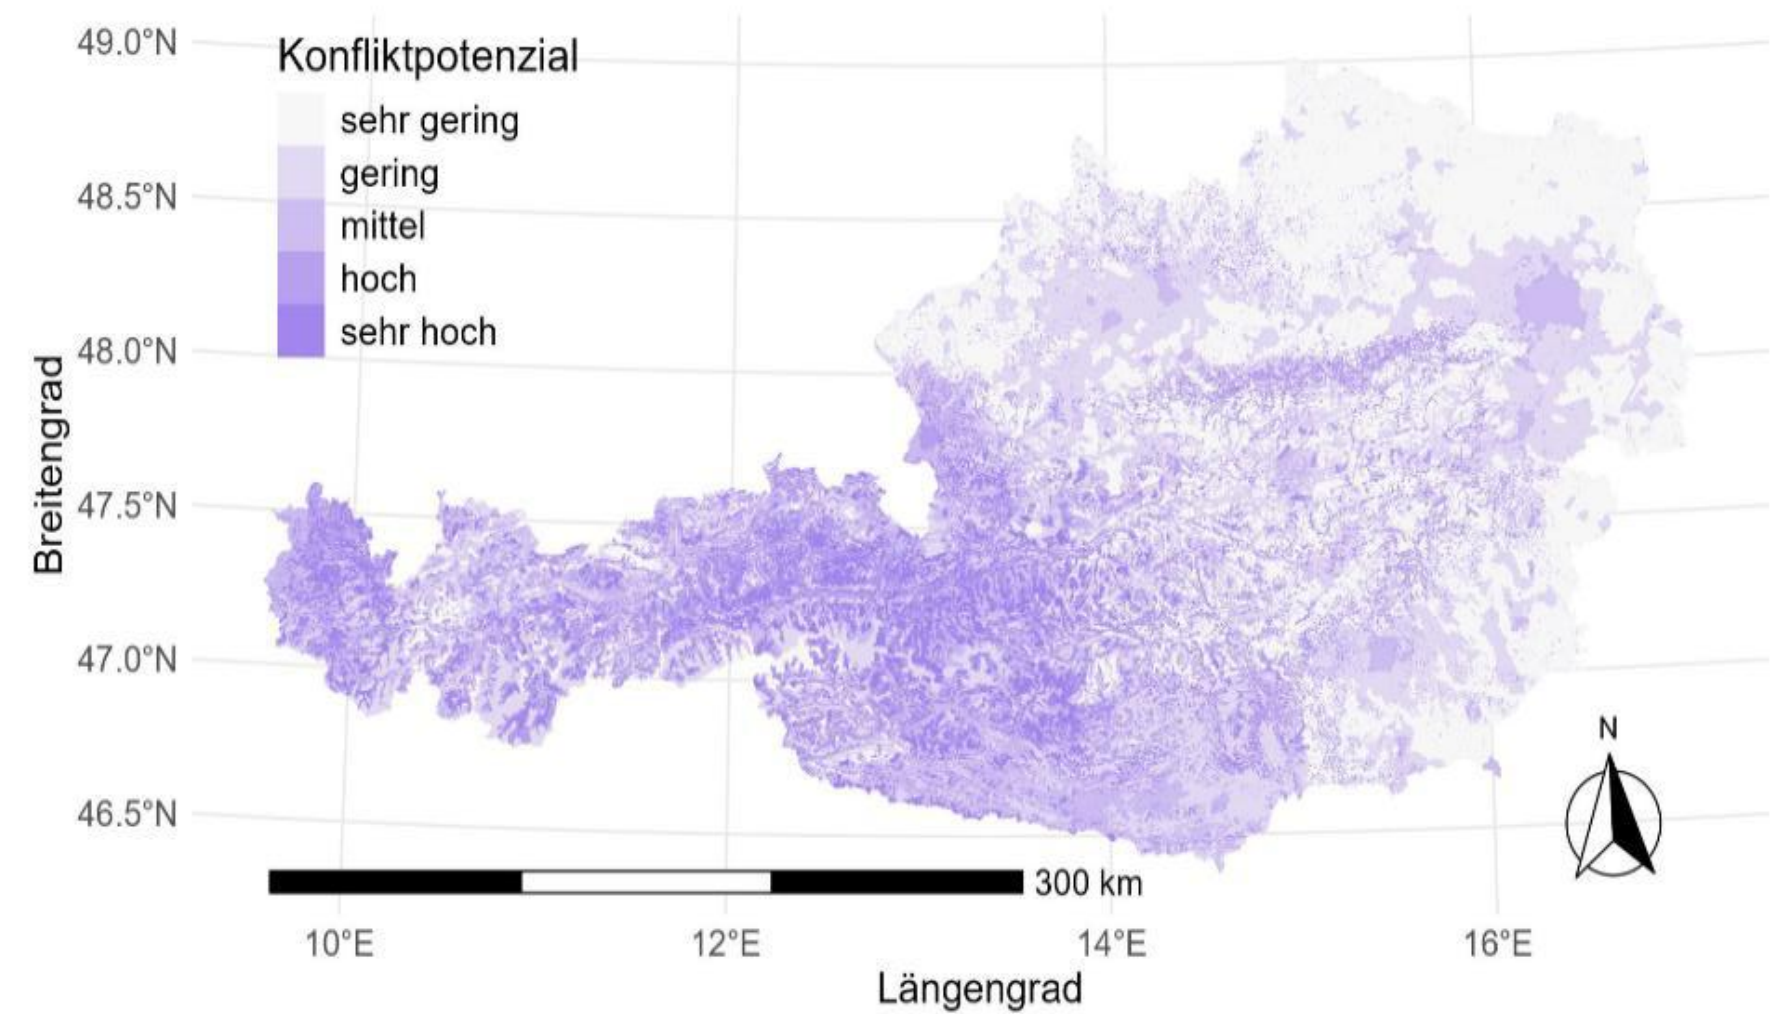 Konfliktpotenzial
sehr gering
gering
mittel
hoch
sehr hoch
49.0°N
48.5°N
48.0°N
47.5°N
47.0°N
46.5°N
Breitengrad
N
300 km
10°E 12°E 14°E 16°E
Längengrad